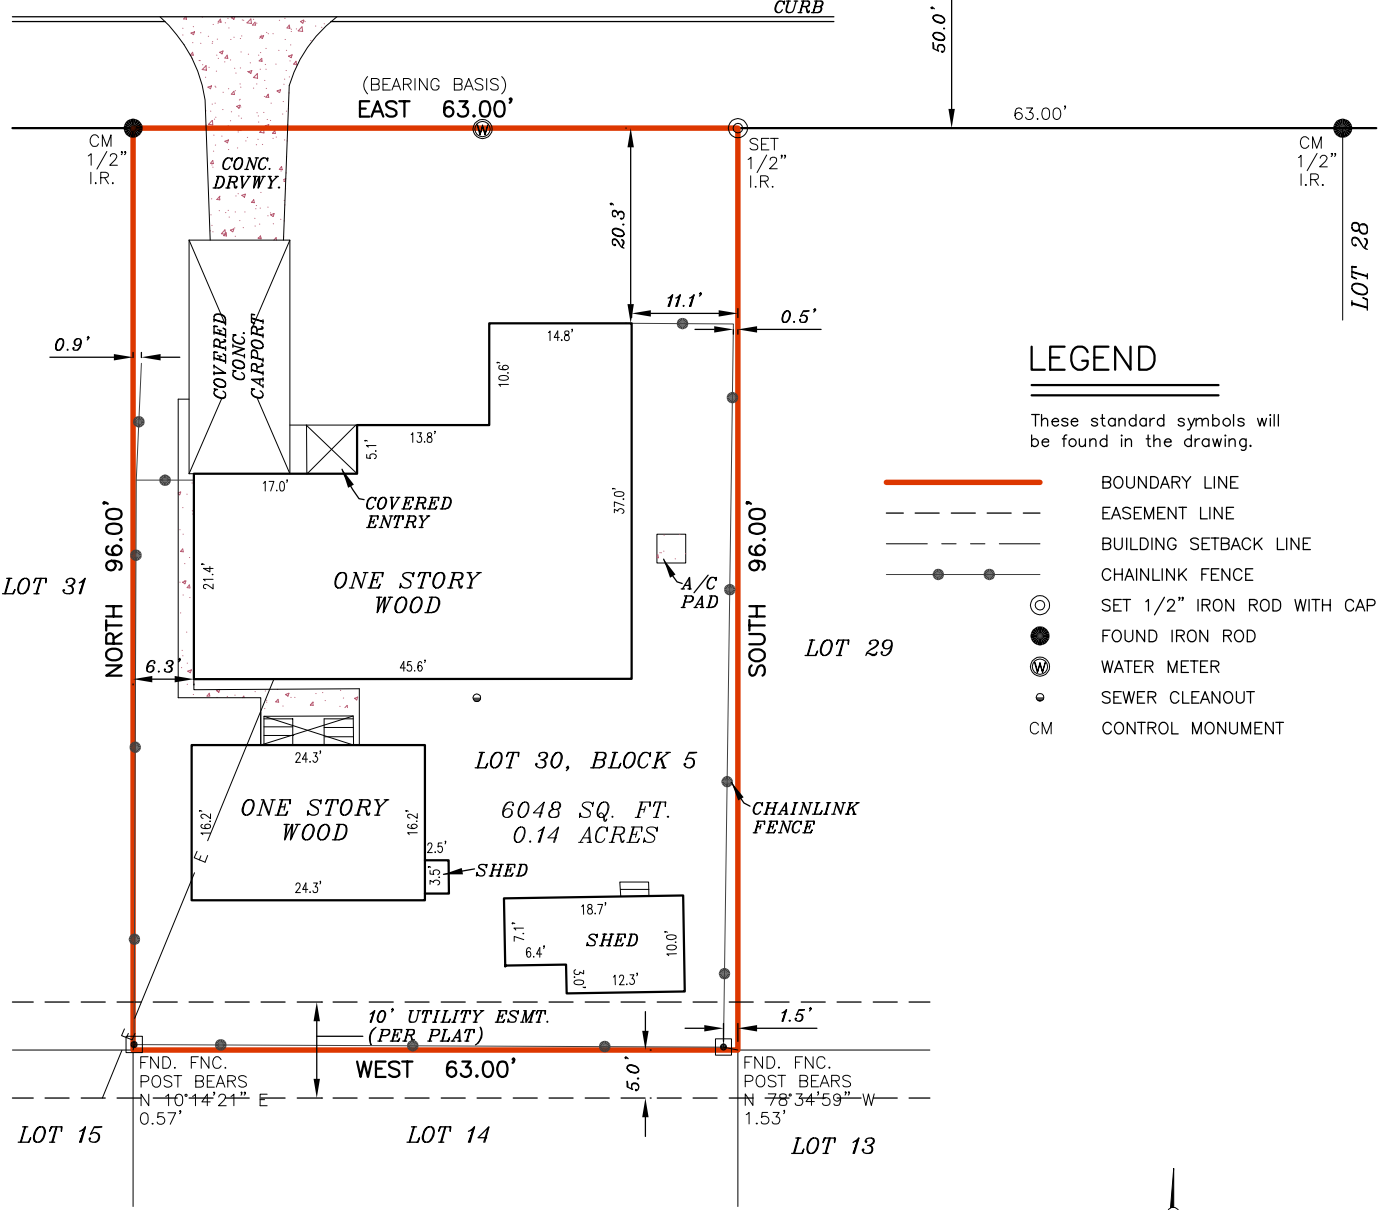 CURB
50.0'
(BEARING BASIS)
EAST 63.00'
W
63.00'
CM
1/2"
I.R.
CONC.
DRVWY.
SET
1/2"
I.R.
CM
1/2"
I.R.
20.3'
LOT 28
11.1'
0.5'
0.9'
COVERED
CONC.
CARPORT
14.8'
10.6'
13.8'
5.1'
17.0'
COVERED
ENTRY
37.0'
NORTH 96.00'
SOUTH 96.00'
LOT 31
21.4'
ONE STORY
WOOD
A/C
PAD
LOT 29
6.3'
45.6'
LEGEND
These standard symbols will
be found in the drawing.
BOUNDARY LINE
EASEMENT LINE
BUILDING SETBACK LINE
CHAINLINK FENCE
SET 1/2" IRON ROD WITH CAP
FOUND IRON ROD
W WATER METER
SEWER CLEANOUT
CM CONTROL MONUMENT
24.3'
LOT 30, BLOCK 5
ONE STORY
WOOD
16.2'
16.2'
6048 SQ. FT.
0.14 ACRES
CHAINLINK
FENCE
E
2.5'
3.5'
SHED
24.3'
18.7'
7.1'
SHED
10.0'
6.4'
3.0'
12.3'
10' UTILITY ESMT.
(PER PLAT)
1.5'
E
WEST 63.00'
5.0'
FND. FNC.
POST BEARS
N 10°14'21" E
0.57'
FND. FNC.
POST BEARS
N 78°34'59" W
1.53'
LOT 15
LOT 14
LOT 13